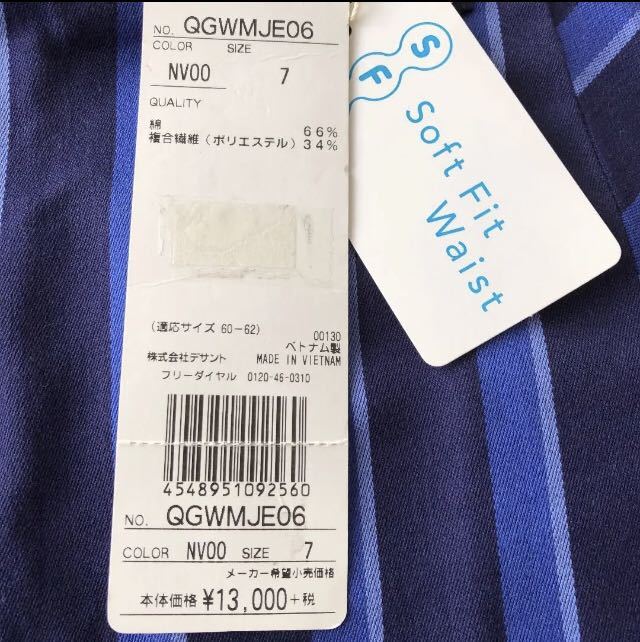 NO. QGWMJE06
COLOR SIZE
NV00 7
QUALITY
綿 66%
複合繊維(ポリエステル)34%
(適応サイズ 60-62)
00130
ベトナム製
株式会社デサント MADE IN VIETNAM
フリーダイヤル 0120-46-0310
4548951092560
NO. QGWMJE06
COLOR NV00 SIZE 7
メーカー希望小売価格
本体価格 ¥13,000+税
S
F
Soft Fit
Waist